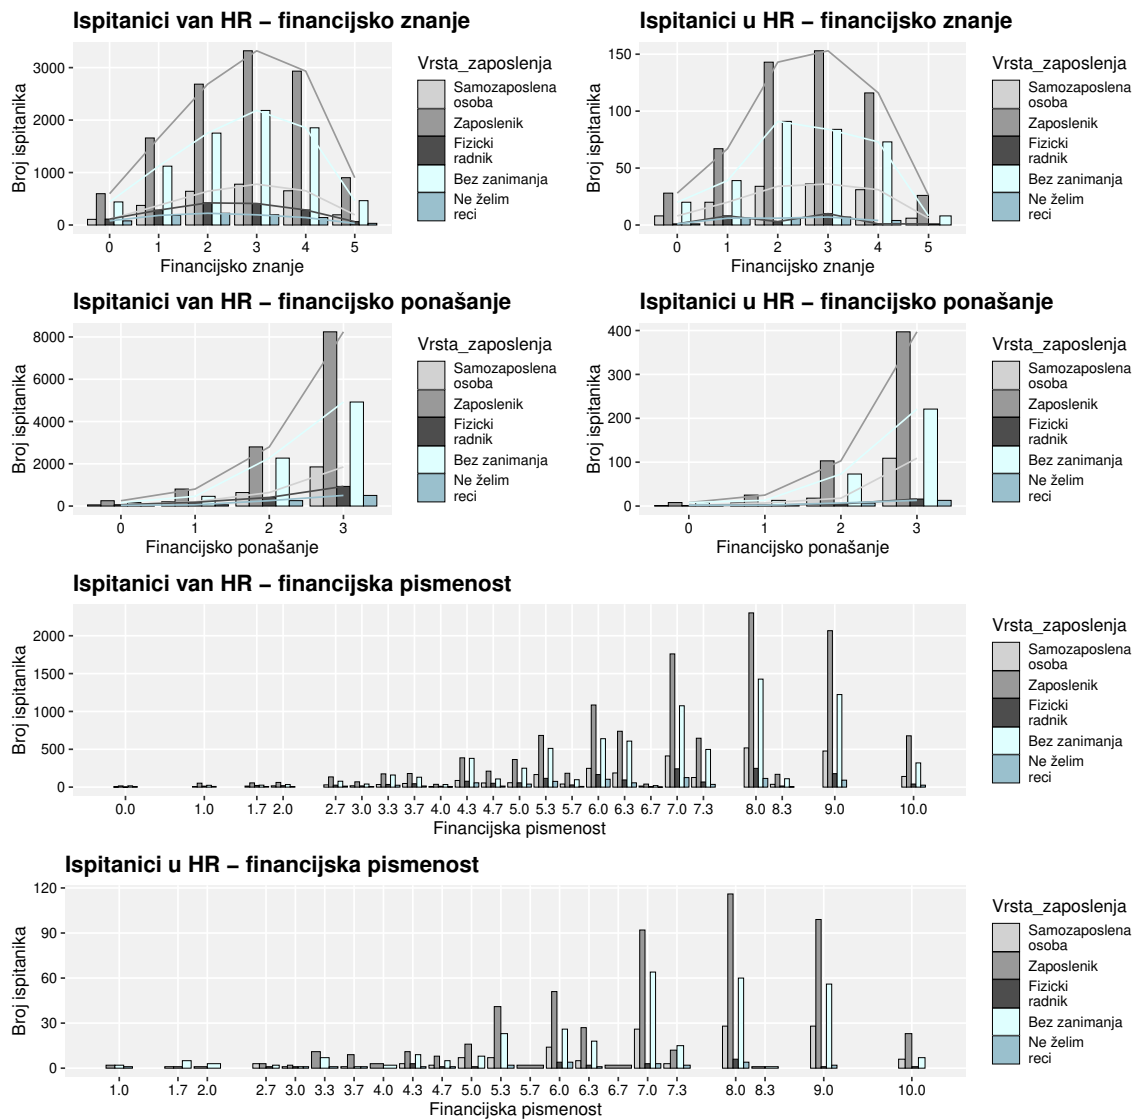 Ispitanici van HR – financijsko znanje
Broj ispitanika
3000
2000
1000
0
0 1 2 3 4 5
Financijsko znanje
Vrsta_zaposlenja
Samozaposlena
osoba
Zaposlenik
Fizicki
radnik
Bez zanimanja
Ne želim
reci
Ispitanici u HR – financijsko znanje
Broj ispitanika
150
100
50
0
0 1 2 3 4 5
Financijsko znanje
Vrsta_zaposlenja
Samozaposlena
osoba
Zaposlenik
Fizicki
radnik
Bez zanimanja
Ne želim
reci
Ispitanici van HR – financijsko ponašanje
Broj ispitanika
8000
6000
4000
2000
0
0 1 2 3
Financijsko ponašanje
Vrsta_zaposlenja
Samozaposlena
osoba
Zaposlenik
Fizicki
radnik
Bez zanimanja
Ne želim
reci
Ispitanici u HR – financijsko ponašanje
Broj ispitanika
400
300
200
100
0
0 1 2 3
Financijsko ponašanje
Vrsta_zaposlenja
Samozaposlena
osoba
Zaposlenik
Fizicki
radnik
Bez zanimanja
Ne želim
reci
Ispitanici van HR – financijska pismenost
Broj ispitanika
2000
1500
1000
500
0
0.0 1.0 1.7 2.0 2.7 3.0 3.3 3.7 4.0 4.3 4.7 5.0 5.3 5.7 6.0 6.3 6.7 7.0 7.3 8.0 8.3 9.0 10.0
Financijska pismenost
Vrsta_zaposlenja
Samozaposlena
osoba
Zaposlenik
Fizicki
radnik
Bez zanimanja
Ne želim
reci
Ispitanici u HR – financijska pismenost
Broj ispitanika
120
90
60
30
0
1.0 1.7 2.0 2.7 3.0 3.3 3.7 4.0 4.3 4.7 5.0 5.3 5.7 6.0 6.3 6.7 7.0 7.3 8.0 8.3 9.0 10.0
Financijska pismenost
Vrsta_zaposlenja
Samozaposlena
osoba
Zaposlenik
Fizicki
radnik
Bez zanimanja
Ne želim
reci